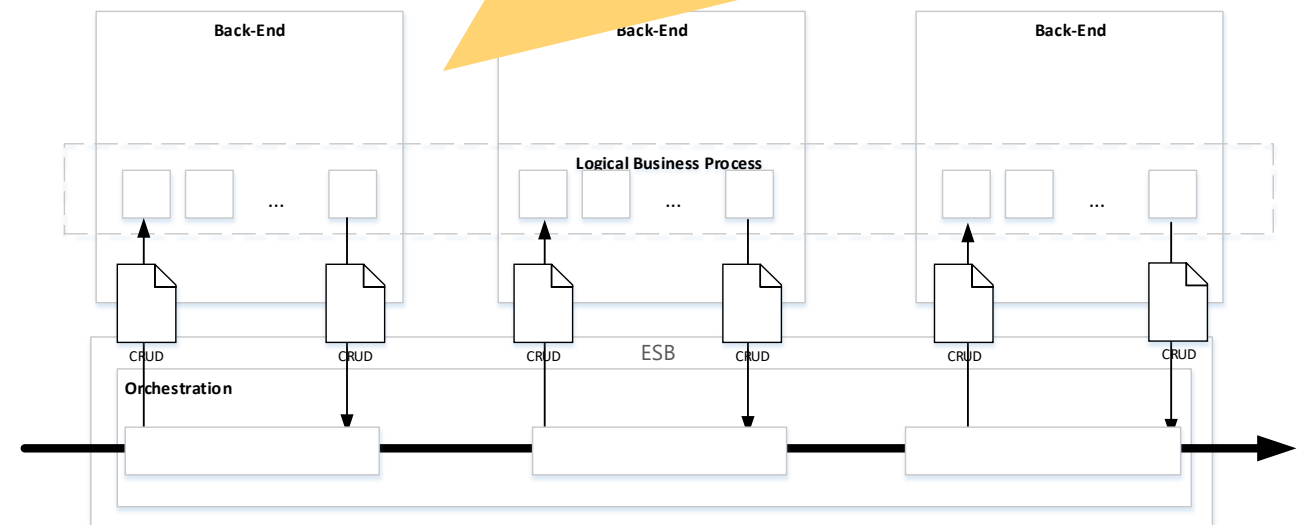 Back-End
Back-End
Back-End
Logical Business Process
...
...
...
CRUD
CRUD
CRUD
ESB
CRUD
CRUD
CRUD
Orchestration